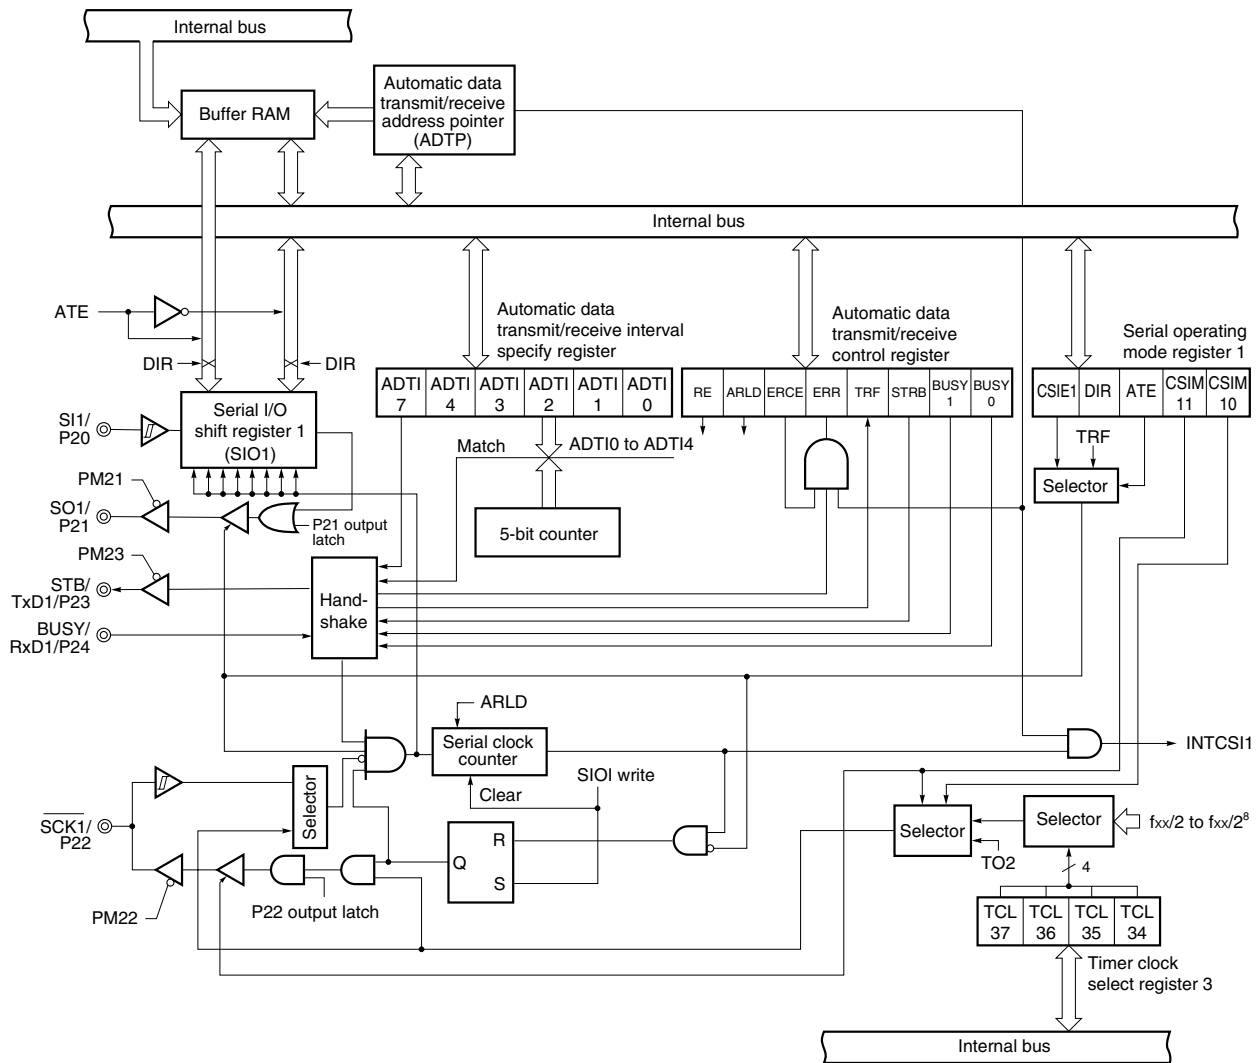 Internal bus
Buffer RAM
Automatic data
transmit/receive
address pointer
(ADTP)
Internal bus
ATE
DIR
DIR
Automatic data
transmit/receive interval
specify register
Automatic data
transmit/receive
control register
Serial operating
mode register 1
ADTI
7
ADTI
4
ADTI
3
ADTI
2
ADTI
1
ADTI
0
RE
ARLD
ERCE
ERR
TRF
STRB
BUSY
1
BUSY
0
CSIE1
DIR
ATE
CSIM
11
CSIM
10
SI1/
P20
Serial I/O
shift register 1
(SIO1)
Match
ADTI0 to ADTI4
TRF
Selector
PM21
SO1/
P21
P21 output
latch
5-bit counter
PM23
STB/
TxD1/P23
Hand-
shake
BUSY/
RxD1/P24
ARLD
Serial clock
counter
INTCSI1
SIOI write
Clear
Selector
SCK1/
P22
Q
R
S
Selector
Selector
fxx/2 to fxx/2⁸
TO2
4
PM22
P22 output latch
TCL
37
TCL
36
TCL
35
TCL
34
Timer clock
select register 3
Internal bus